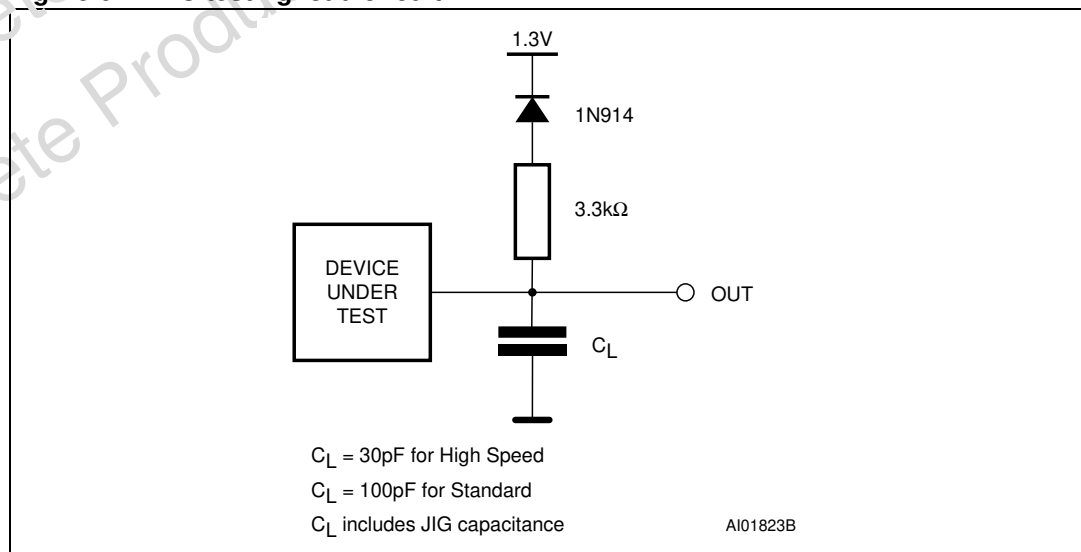 1.3V
1N914
3.3kΩ
DEVICE
UNDER
TEST
OUT
CL
CL = 30pF for High Speed
CL = 100pF for Standard
CL includes JIG capacitance
AI01823B